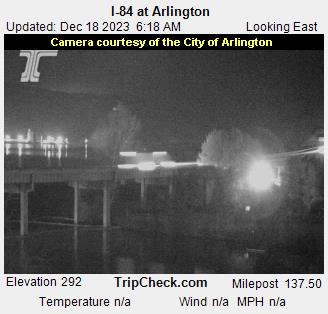 I-84 at Arlington
Updated: Dec 18 2023 6:18 AM Looking East
Camera courtesy of the City of Arlington
Elevation 292 TripCheck.com Milepost 137.50
Temperature n/a Wind n/a MPH n/a